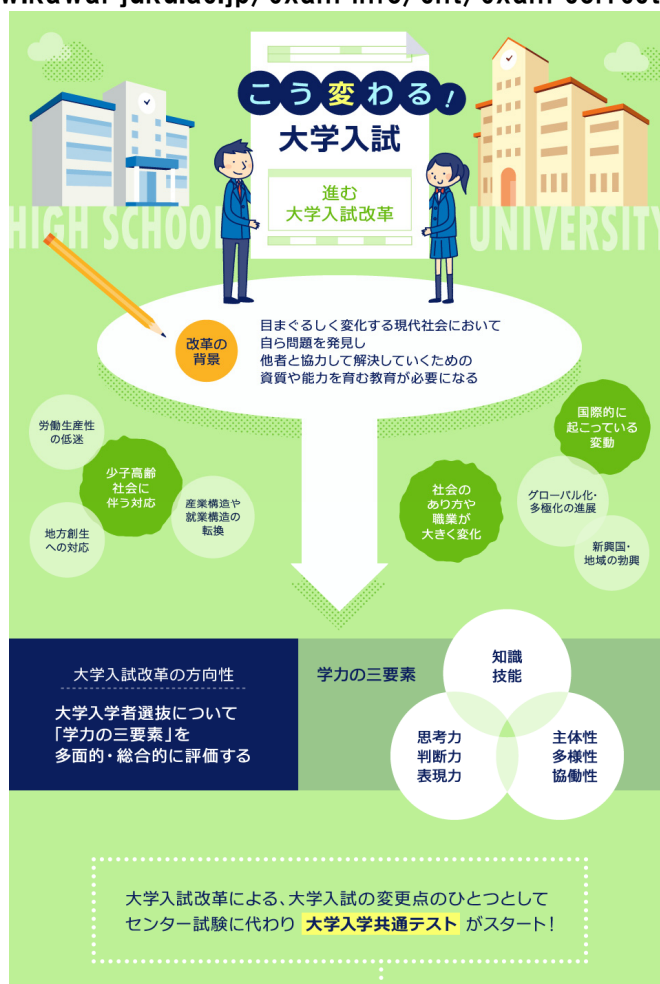 こう変わる!
大学入試
進む
大学入試改革
HIGH SCHOOL
UNIVERSITY
改革の
背景
目まぐるしく変化する現代社会において
自ら問題を発見し
他者と協力して解決していくための
資質や能力を育む教育が必要になる
労働生産性
の低迷
少子高齢
社会に
伴う対応
産業構造や
就業構造の
転換
地方創生
への対応
国際的に
起こっている
変動
社会の
あり方や
職業が
大きく変化
グローバル化・
多極化の進展
新興国・
地域の勃興
大学入試改革の方向性
大学入学者選抜について
「学力の三要素」を
多面的・総合的に評価する
学力の三要素
知識
技能
思考力
判断力
表現力
主体性
多様性
協働性
大学入試改革による、大学入試の変更点のひとつとして
センター試験に代わり 大学入学共通テスト がスタート!